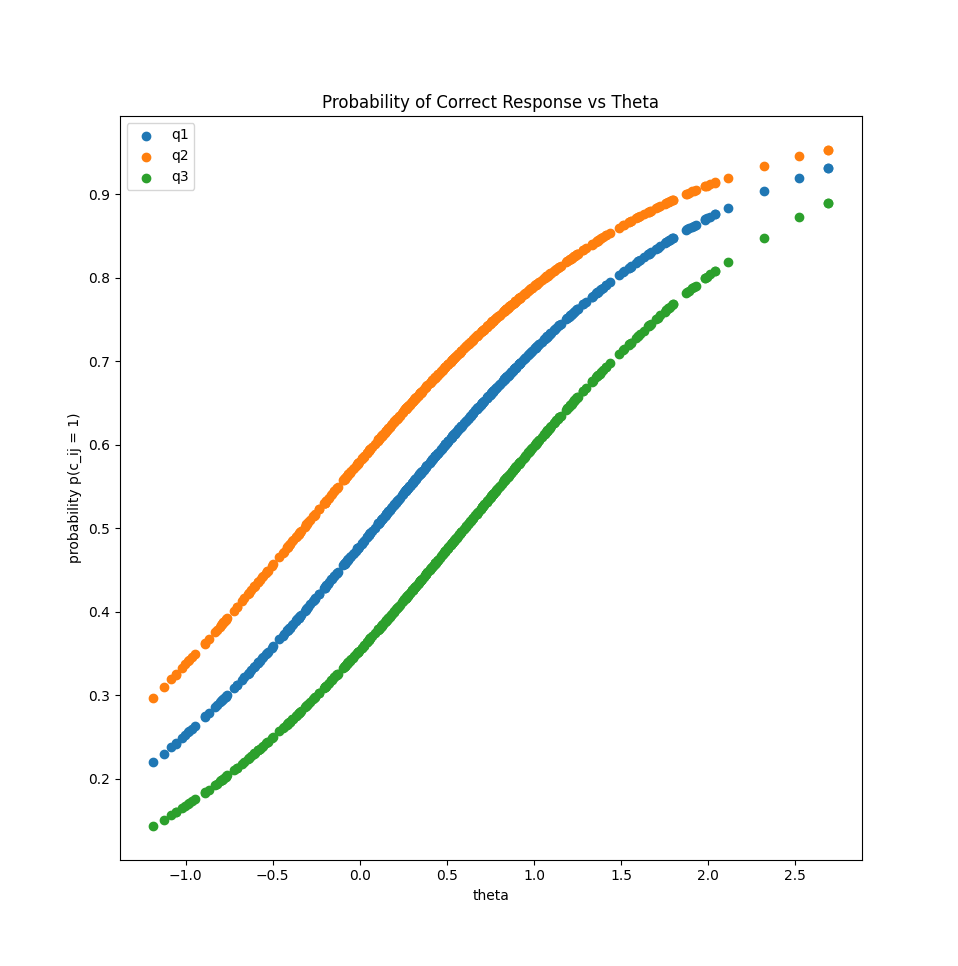 Probability of Correct Response vs Theta
q1
q2
q3
0.9
0.8
0.7
0.6
0.5
0.4
0.3
0.2
probability p(c_ij = 1)
−1.0 −0.5 0.0 0.5 1.0 1.5 2.0 2.5
theta